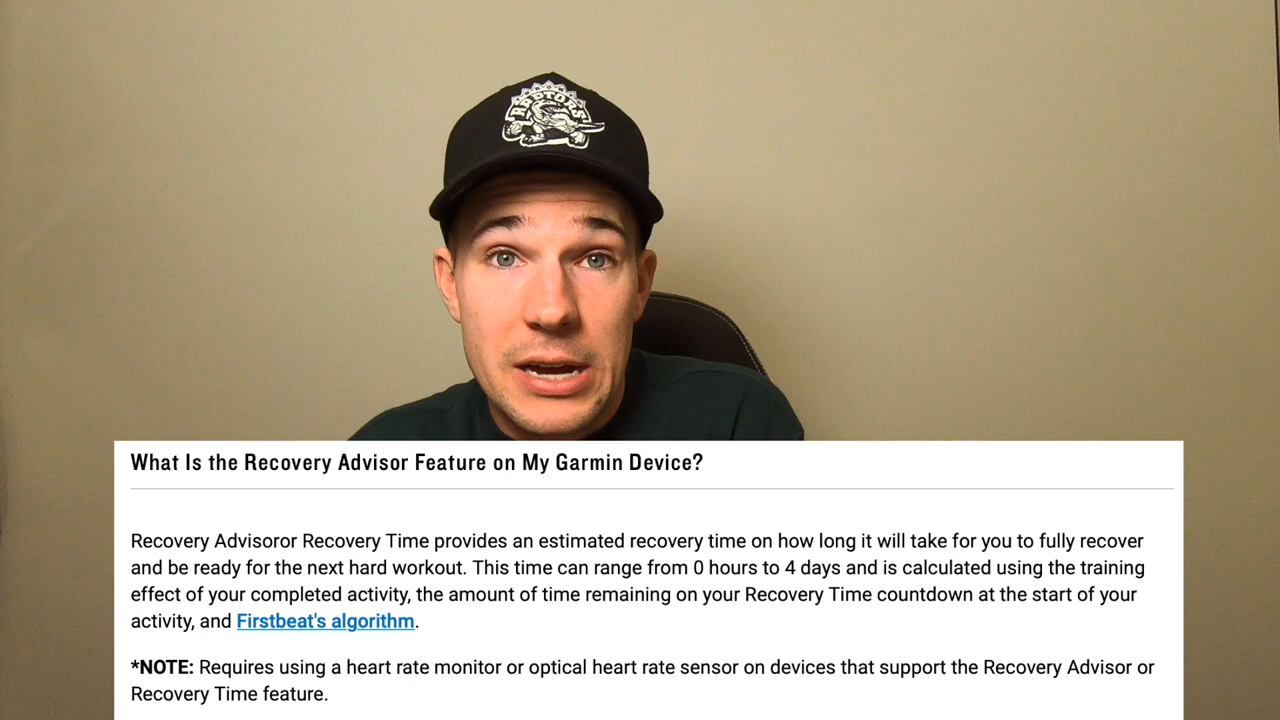 RAPTORS
What Is the Recovery Advisor Feature on My Garmin Device?
Recovery Advisoror Recovery Time provides an estimated recovery time on how long it will take for you to fully recover
and be ready for the next hard workout. This time can range from 0 hours to 4 days and is calculated using the training
effect of your completed activity, the amount of time remaining on your Recovery Time countdown at the start of your
activity, and Firstbeat's algorithm.
*NOTE: Requires using a heart rate monitor or optical heart rate sensor on devices that support the Recovery Advisor or
Recovery Time feature.